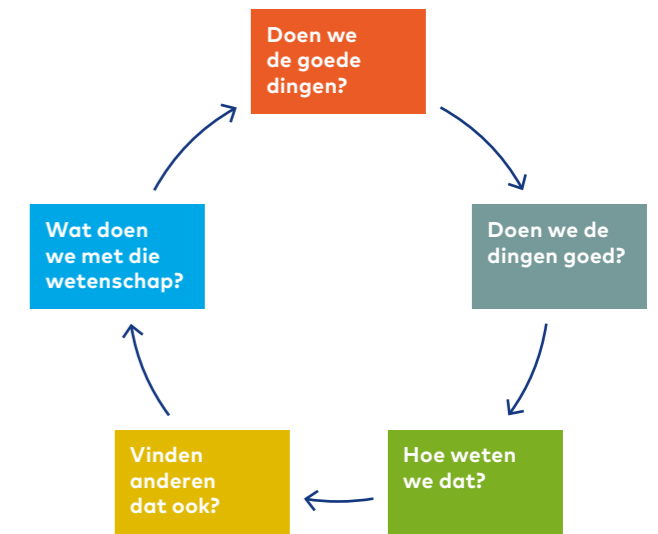 Doen we
de goede
dingen?
Doen we de
dingen goed?
Hoe weten
we dat?
Vinden
anderen
dat ook?
Wat doen
we met die
wetenschap?